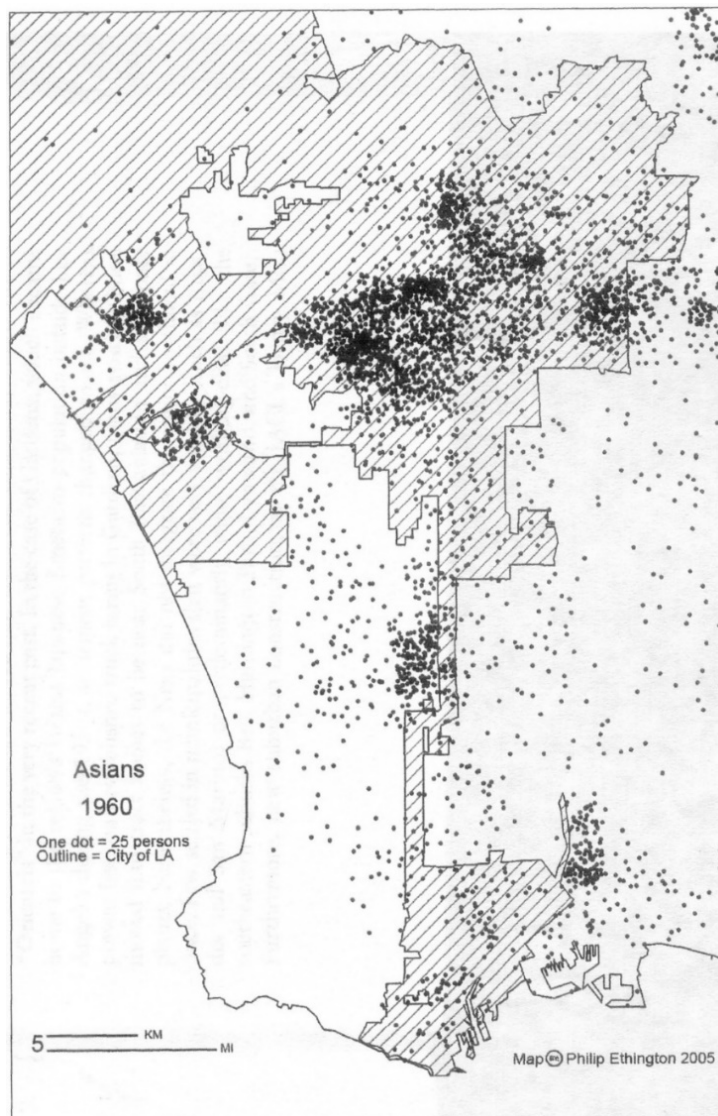 Asians
1960
One dot = 25 persons
Outline = City of LA
5
KM
MI
Map Philip Ethington 2005